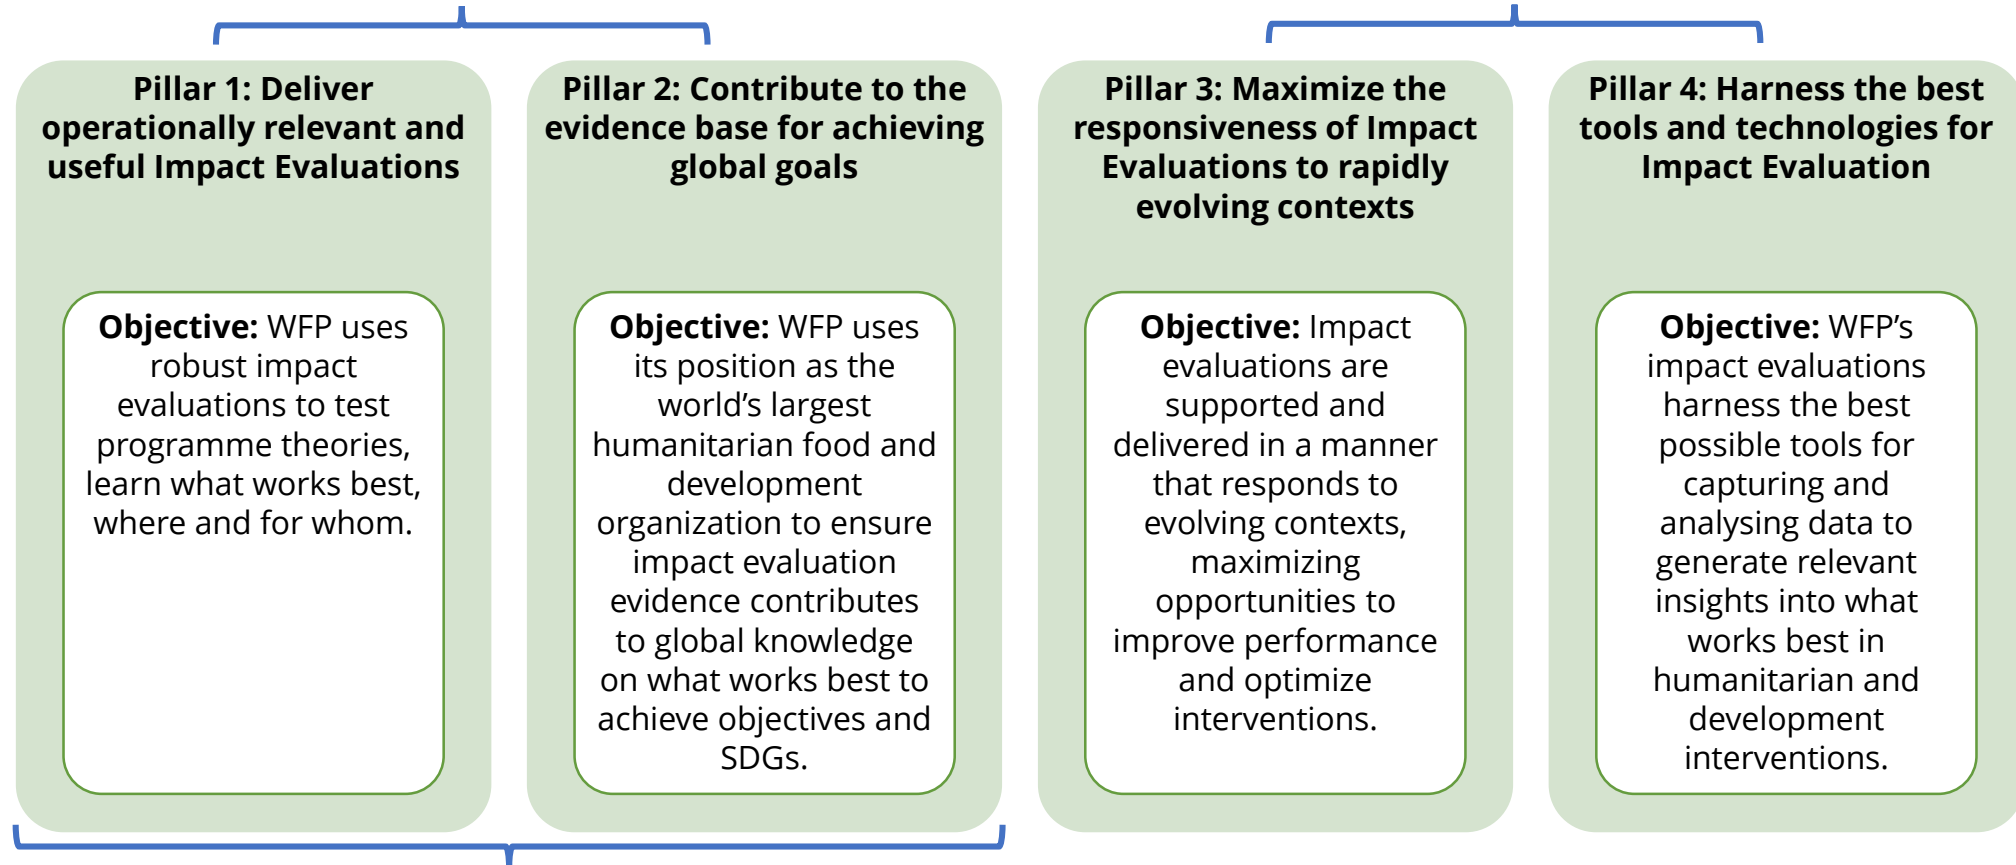 Pillar 1: Deliver
operationally relevant and
useful Impact Evaluations
Objective: WFP uses
robust impact
evaluations to test
programme theories,
learn what works best,
where and for whom.
Pillar 2: Contribute to the
evidence base for achieving
global goals
Objective: WFP uses
its position as the
world’s largest
humanitarian food and
development
organization to ensure
impact evaluation
evidence contributes
to global knowledge
on what works best to
achieve objectives and
SDGs.
Pillar 3: Maximize the
responsiveness of Impact
Evaluations to rapidly
evolving contexts
Objective: Impact
evaluations are
supported and
delivered in a manner
that responds to
evolving contexts,
maximizing
opportunities to
improve performance
and optimize
interventions.
Pillar 4: Harness the best
tools and technologies for
Impact Evaluation
Objective: WFP’s
impact evaluations
harness the best
possible tools for
capturing and
analysing data to
generate relevant
insights into what
works best in
humanitarian and
development
interventions.